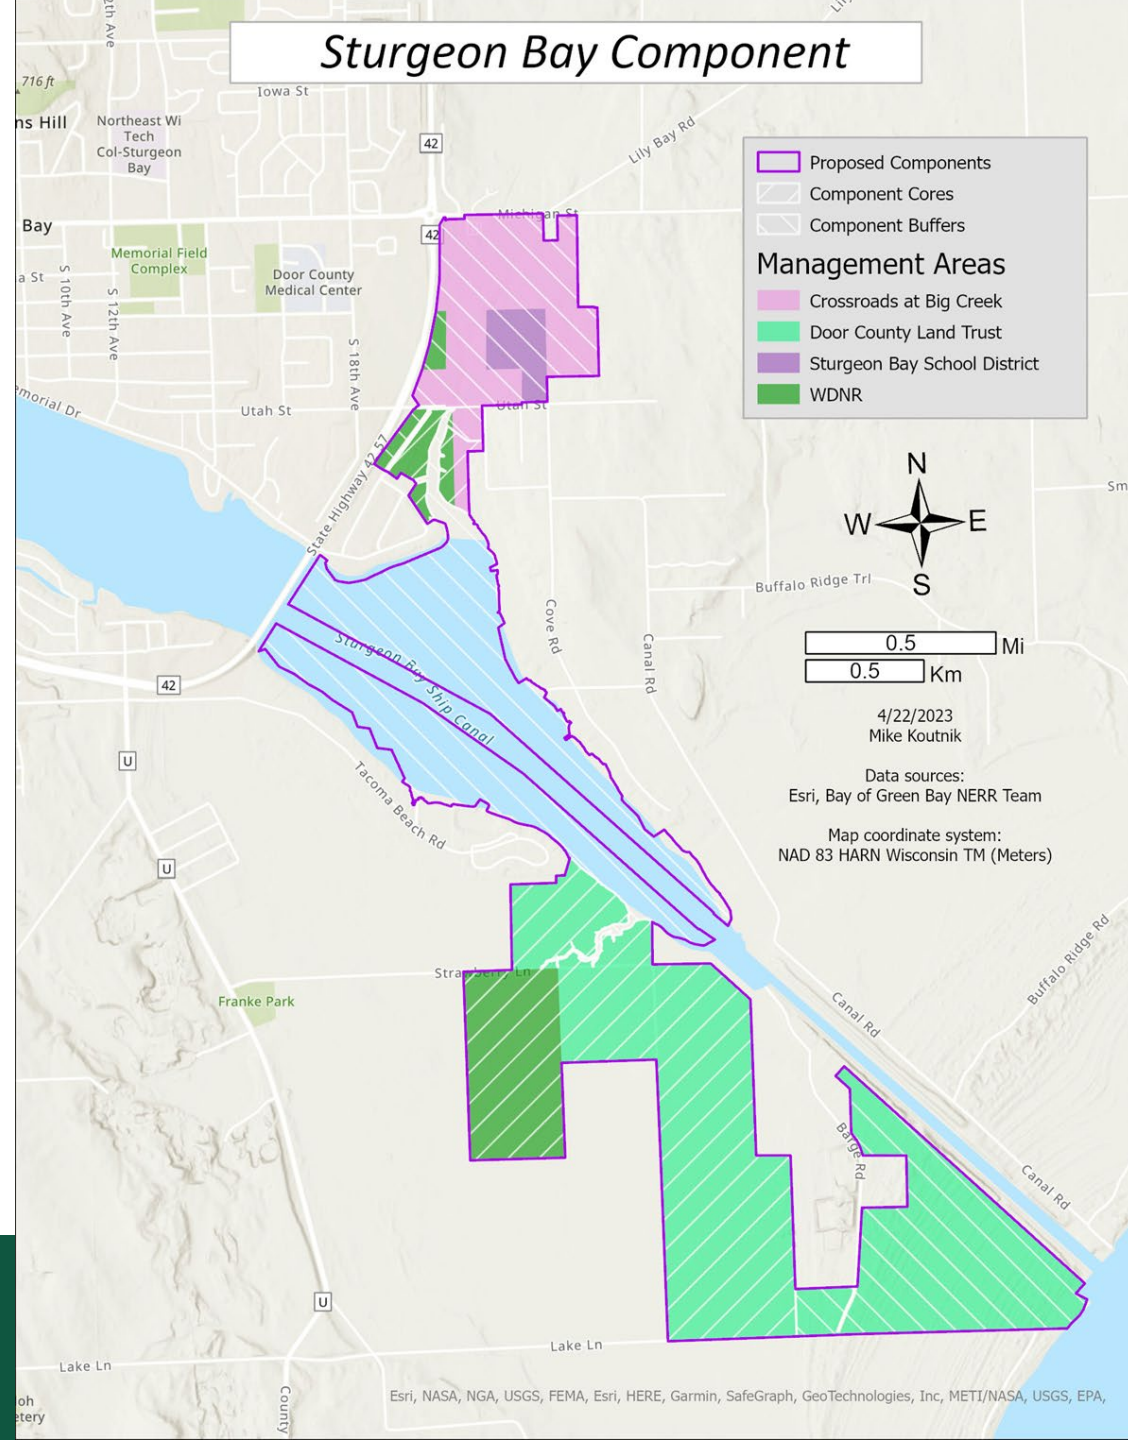 Sturgeon Bay Component
716 ft
Iowa St
ns Hill
Northeast Wi
Tech
Col-Sturgeon
Bay
42
Lily Bay Rd
Proposed Components
Component Cores
Component Buffers
Management Areas
Crossroads at Big Creek
Door County Land Trust
Sturgeon Bay School District
WDNR
Michigan St
Bay
42
Memorial Field
Complex
Door County
Medical Center
a St
S 10th Ave
S 12th Ave
S 18th Ave
emorial Dr
Utah St
Utah St
State Highway 42 57
N
W
E
S
Sm
Buffalo Ridge Trl
Cove Rd
Canal Rd
Sturgeon Bay Ship Canal
0.5
Mi
0.5
Km
42
4/22/2023
Mike Koutnik
Data sources:
Esri, Bay of Green Bay NERR Team
Map coordinate system:
NAD 83 HARN Wisconsin TM (Meters)
U
Tacoma Beach Rd
U
Strawberry Ln
Franke Park
Buffalo Ridge Rd
Canal Rd
Barge Rd
Canal Rd
U
Lake Ln
Lake Ln
County
oh
etery
Esri, NASA, NGA, USGS, FEMA, Esri, HERE, Garmin, SafeGraph, GeoTechnologies, Inc, METI/NASA, USGS, EPA,